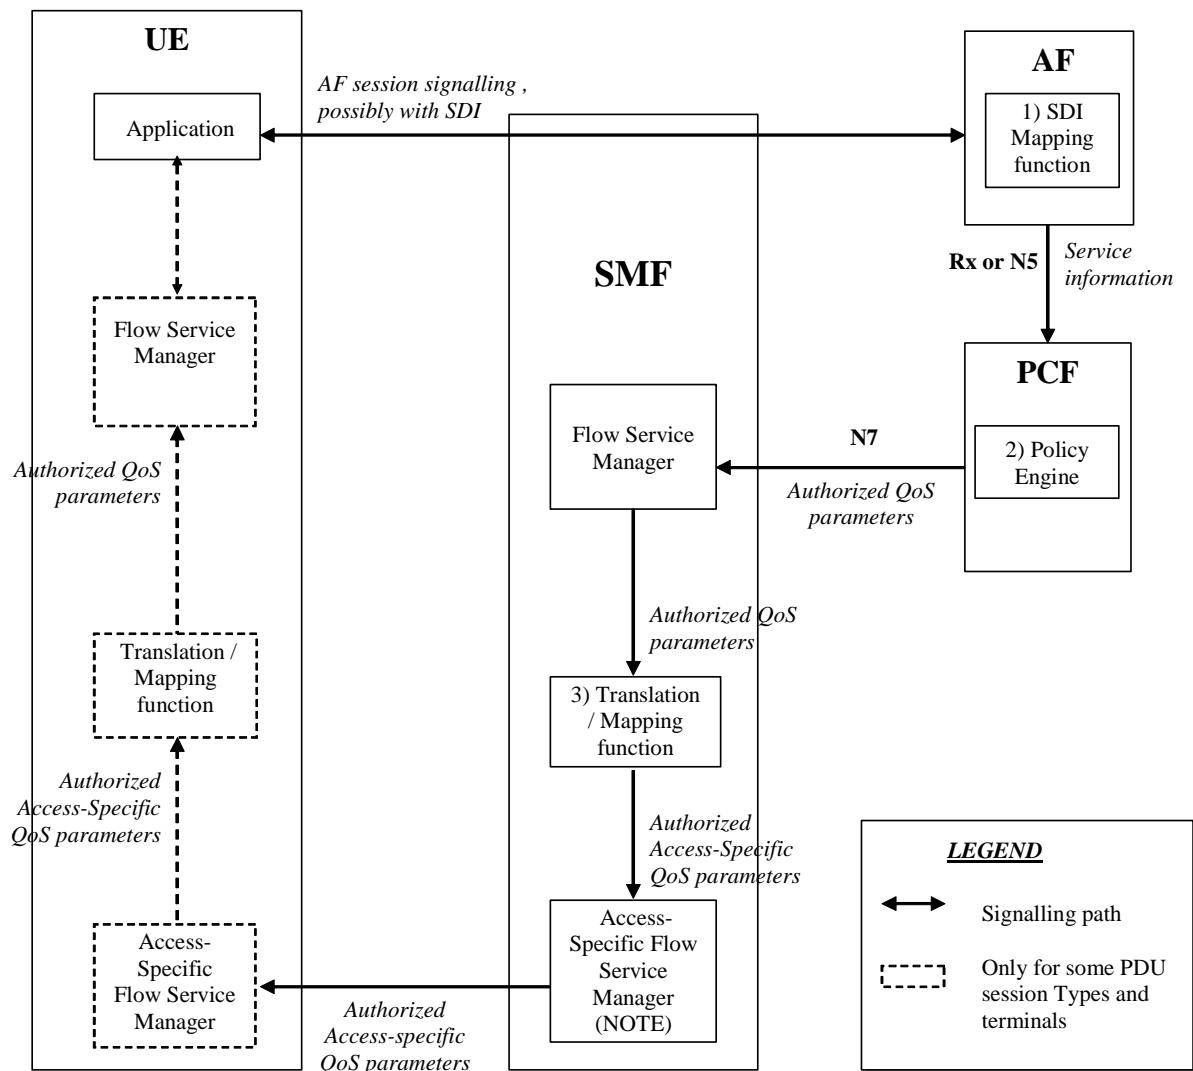 UE
AF session signalling ,
possibly with SDI
Application
Flow Service
Manager
Authorized QoS
parameters
Translation /
Mapping
function
Authorized
Access-Specific
QoS parameters
Access-
Specific
Flow Service
Manager
SMF
Flow Service
Manager
Authorized QoS
parameters
3) Translation
/ Mapping
function
Authorized
Access-Specific
QoS parameters
Access-
Specific Flow
Service
Manager
(NOTE)
Authorized
Access-specific
QoS parameters
AF
1) SDI
Mapping
function
Rx or N5
Service
information
PCF
2) Policy
Engine
N7
Authorized QoS
parameters
LEGEND
Signalling path
Only for some PDU
session Types and
terminals